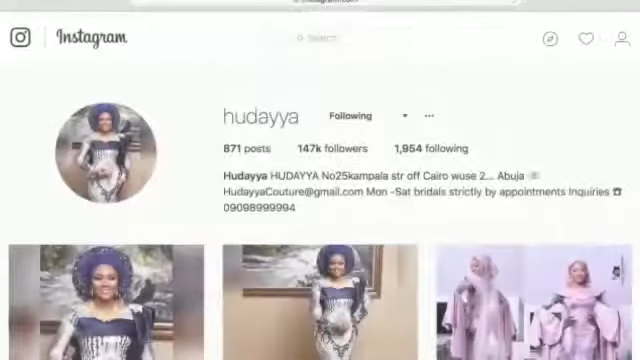 Instagram
Search
hudayya Following
871 posts 147k followers 1,954 following
Hudayya HUDAYYA No25kampala str off Cairo wuse 2... Abuja
HudayyaCouture@gmail.com Mon -Sat bridals strictly by appointments Inquiries
09098999994